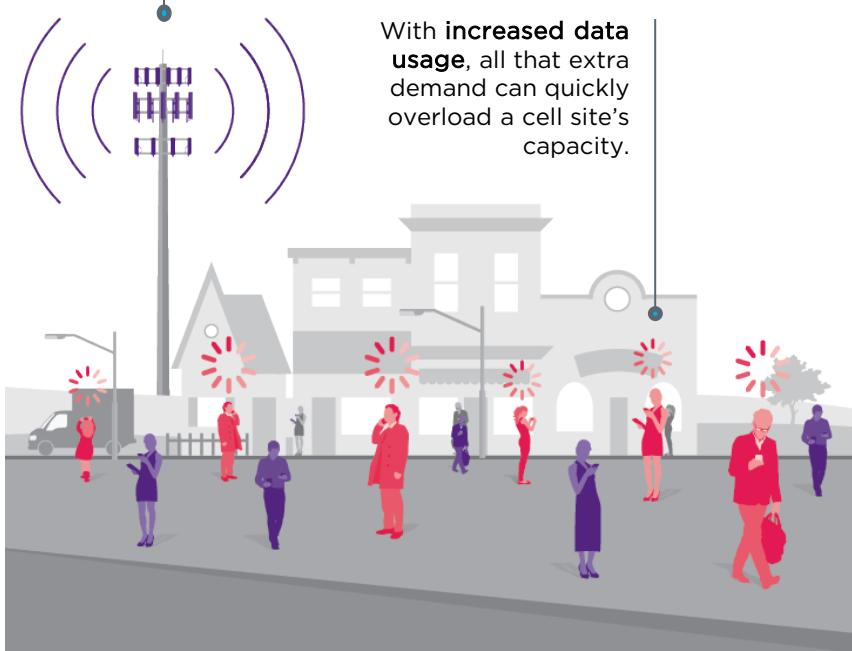 With increased data
usage, all that extra
demand can quickly
overload a cell site’s
capacity.